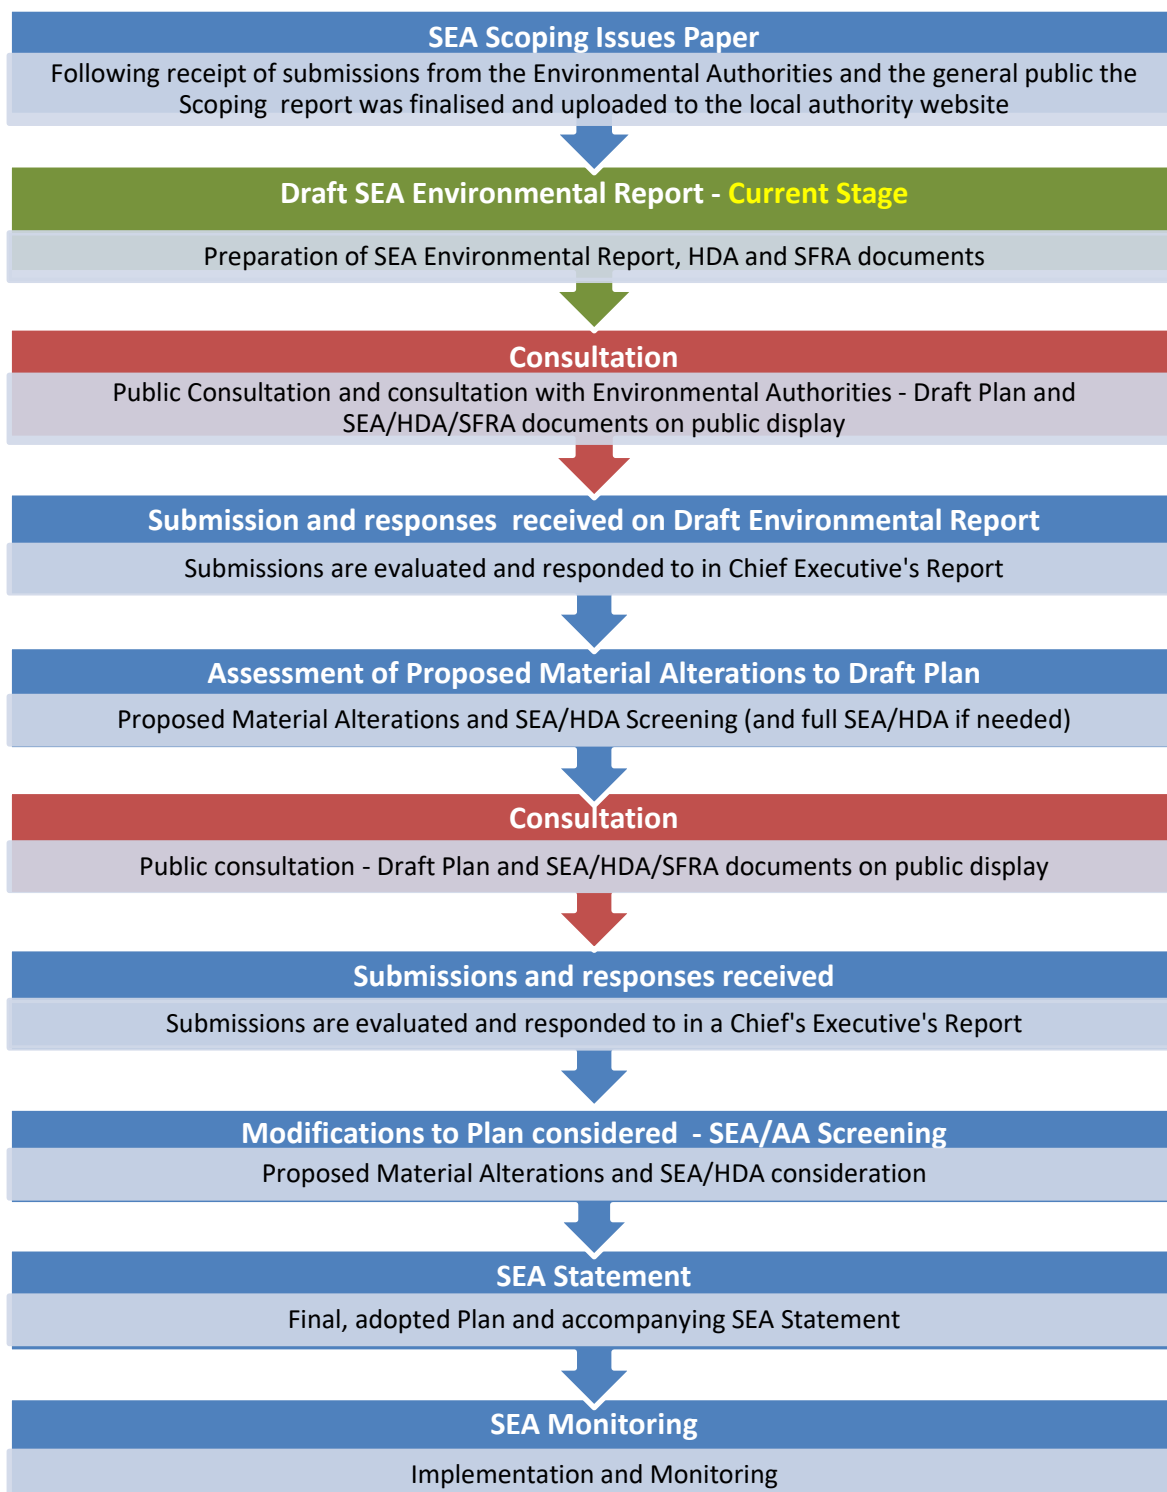 SEA Scoping Issues Paper
Following receipt of submissions from the Environmental Authorities and the general public the
Scoping report was finalised and uploaded to the local authority website
Draft SEA Environmental Report - Current Stage
Preparation of SEA Environmental Report, HDA and SFRA documents
Consultation
Public Consultation and consultation with Environmental Authorities - Draft Plan and
SEA/HDA/SFRA documents on public display
Submission and responses received on Draft Environmental Report
Submissions are evaluated and responded to in Chief Executive's Report
Assessment of Proposed Material Alterations to Draft Plan
Proposed Material Alterations and SEA/HDA Screening (and full SEA/HDA if needed)
Consultation
Public consultation - Draft Plan and SEA/HDA/SFRA documents on public display
Submissions and responses received
Submissions are evaluated and responded to in a Chief's Executive's Report
Modifications to Plan considered - SEA/AA Screening
Proposed Material Alterations and SEA/HDA consideration
SEA Statement
Final, adopted Plan and accompanying SEA Statement
SEA Monitoring
Implementation and Monitoring